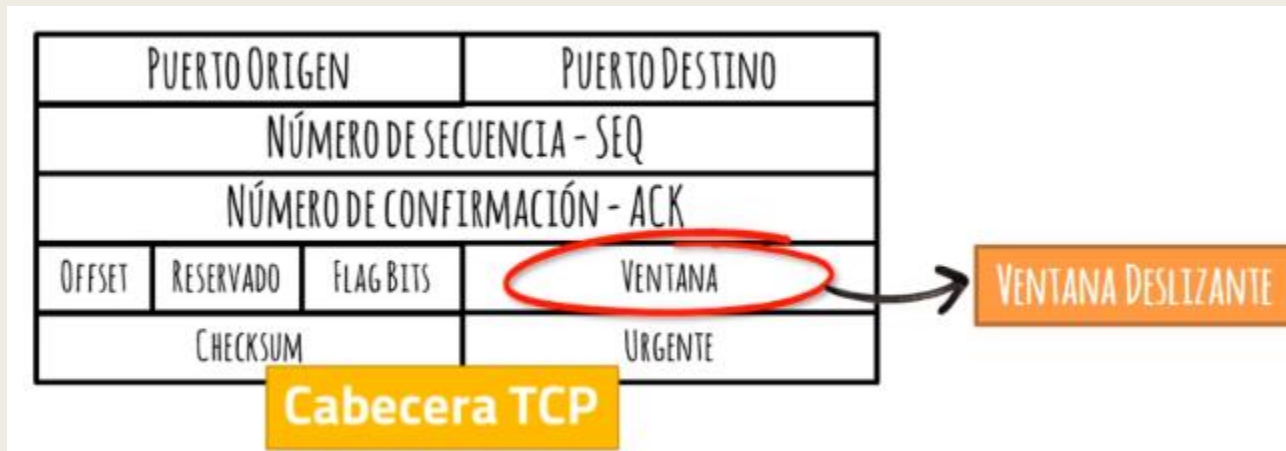 PUERTO ORIGEN PUERTO DESTINO
NÚMERO DE SECUENCIA - SEQ
NÚMERO DE CONFIRMACIÓN - ACK
OFFSET RESERVADO FLAG BITS VENTANA
VENTANA DESLIZANTE
CHECKSUM URGENTE
Cabecera TCP